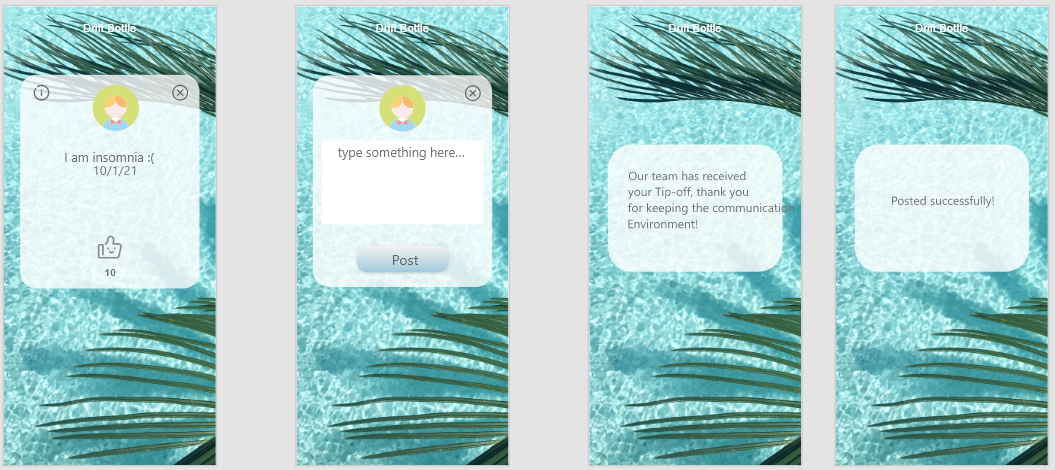 Drift Bottle
I am insomnia :(
10/1/21
10
Drift Bottle
type something here...
Post
Drift Bottle
Our team has received
your Tip-off, thank you
for keeping the communication
Environment!
Drift Bottle
Posted successfully!